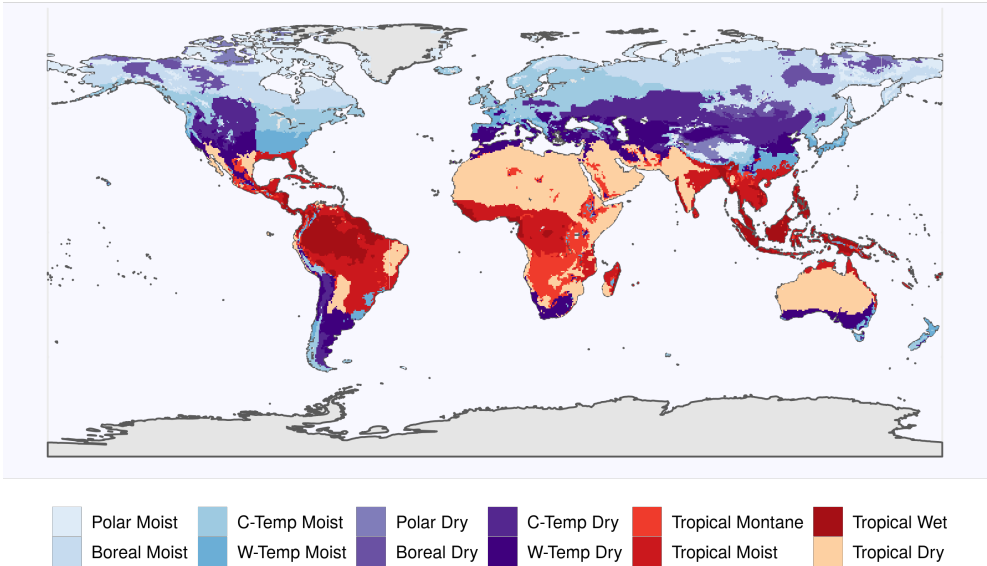 Polar Moist C-Temp Moist Polar Dry C-Temp Dry Tropical Montane Tropical Wet
Boreal Moist W-Temp Moist Boreal Dry W-Temp Dry Tropical Moist Tropical Dry